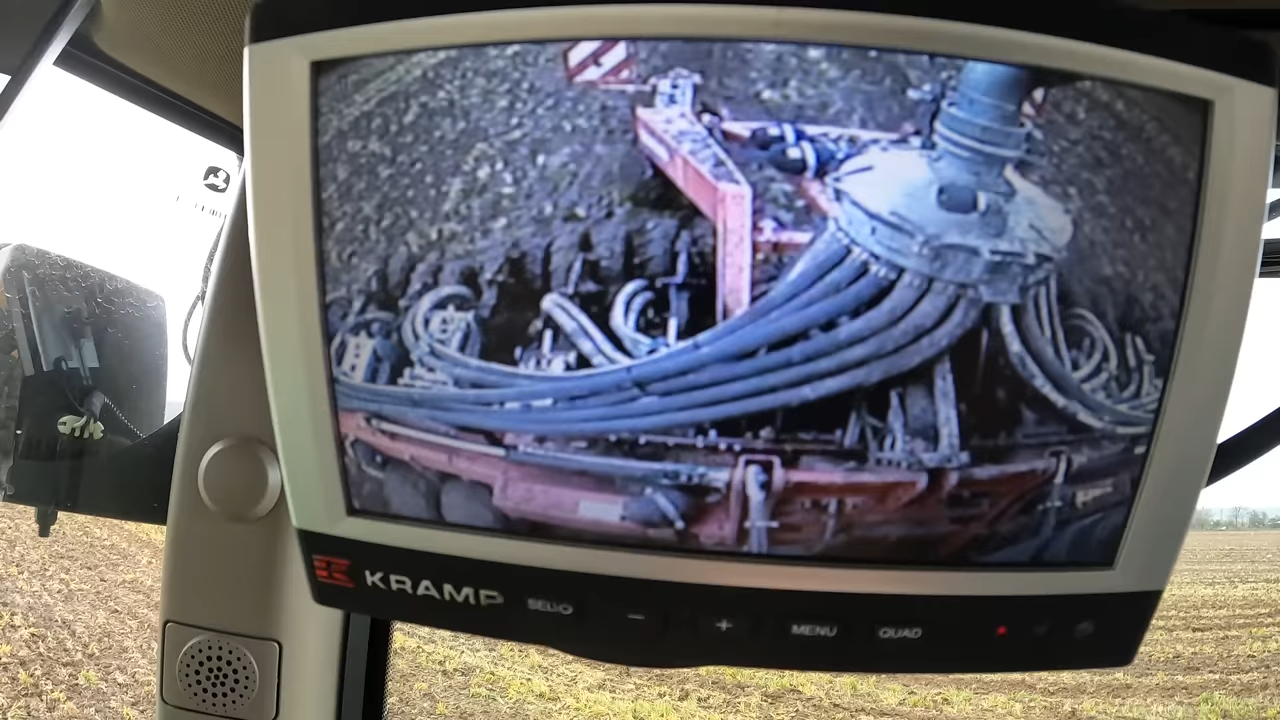 KRAMP
SEL/
−
+
MENU
QUAD